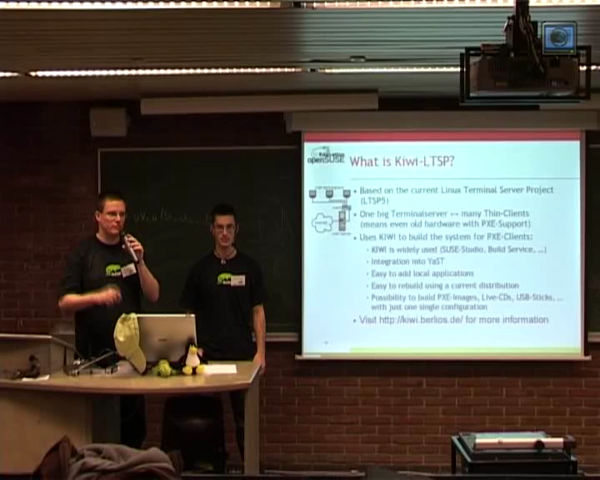 openSUSE
What is Kiwi-LTSP?
• Based on the current Linux Terminal Server Project
(LTSP5)
• One big Terminalserver ↔ many Thin-Clients
(means even old hardware with PXE-Support)
• Uses KIWI to build the system for PXE-Clients:
• KIWI is widely used (SUSE-Studio, Build Service, ...)
• Integration into YaST
• Easy to add local applications
• Easy to rebuild using a current distribution
• Possibility to build PXE-Images, Live-CDs, USB-Sticks, ...
with just one single configuration
• Visit http://kiwi.berlios.de/ for more information